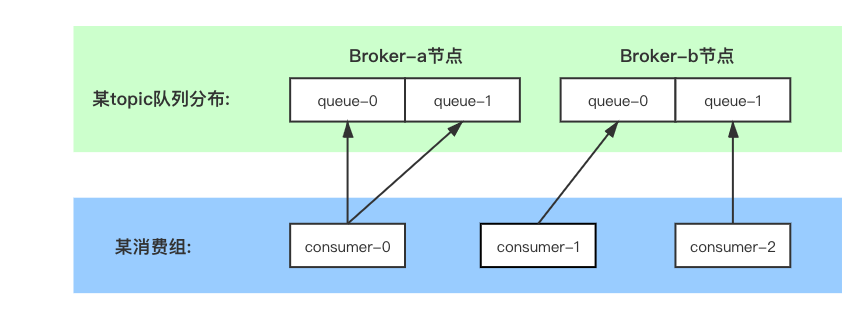 Broker-a节点
Broker-b节点
某topic队列分布:
queue-0
queue-1
queue-0
queue-1
某消费组:
consumer-0
consumer-1
consumer-2